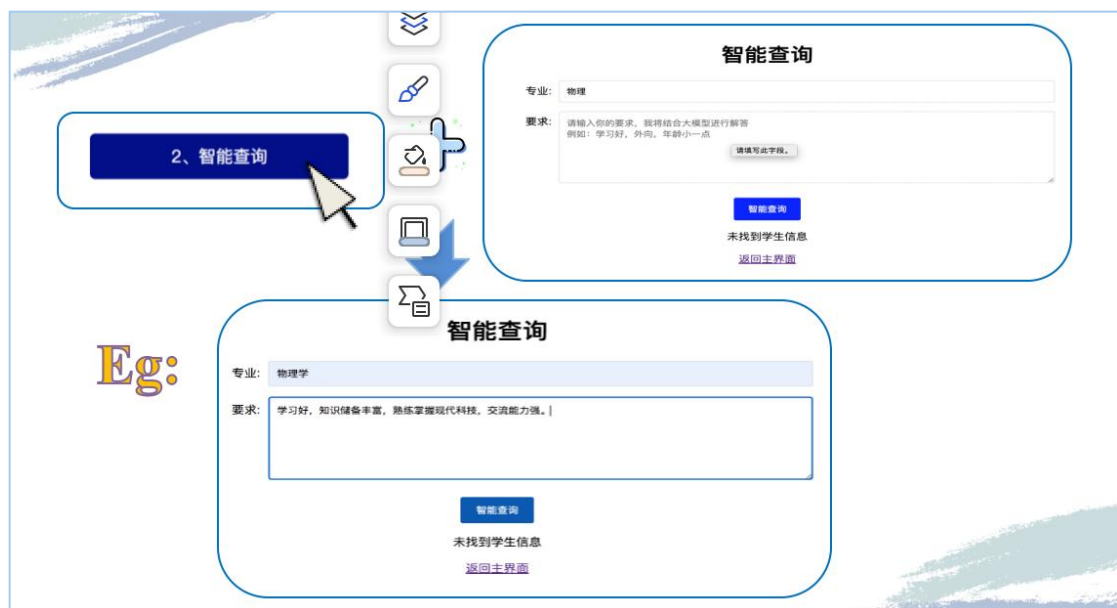 2、智能查询
智能查询
专业: 物理
要求: 请输入你的要求，我将结合大模型进行解答
例如：学习好，外向，年龄小一点
请填写此字段。
智能查询
未找到学生信息
返回主界面
Eg:
智能查询
专业: 物理学
要求: 学习好，知识储备丰富，熟练掌握现代科技，交流能力强。
智能查询
未找到学生信息
返回主界面